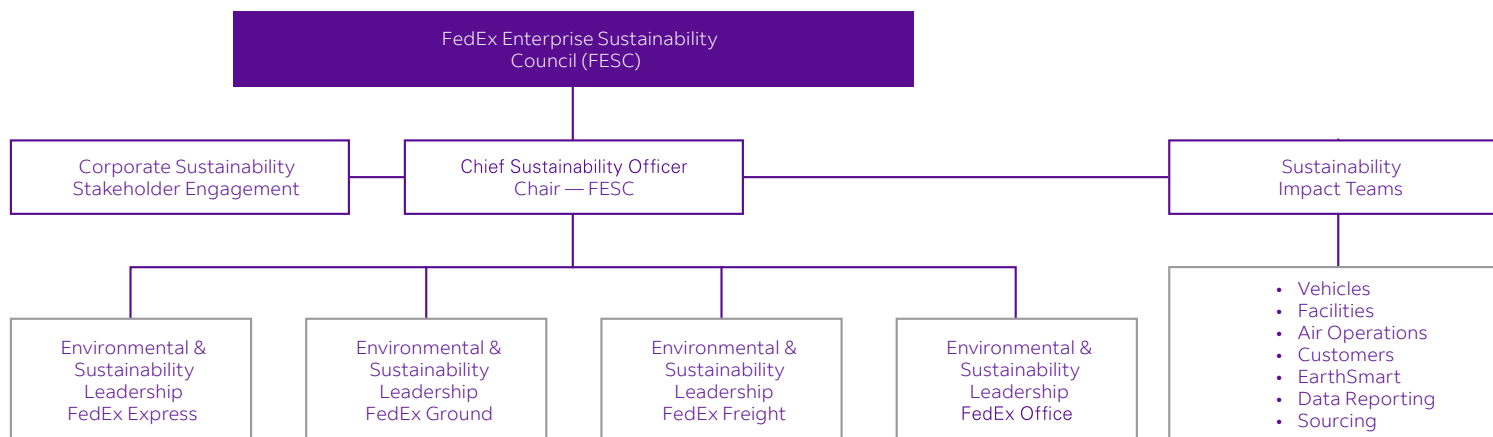 FedEx Enterprise Sustainability
Council (FESC)
Corporate Sustainability
Stakeholder Engagement
Chief Sustainability Officer
Chair — FESC
Sustainability
Impact Teams
Environmental &
Sustainability
Leadership
FedEx Express
Environmental &
Sustainability
Leadership
FedEx Ground
Environmental &
Sustainability
Leadership
FedEx Freight
Environmental &
Sustainability
Leadership
FedEx Office
• Vehicles
• Facilities
• Air Operations
• Customers
• EarthSmart
• Data Reporting
• Sourcing